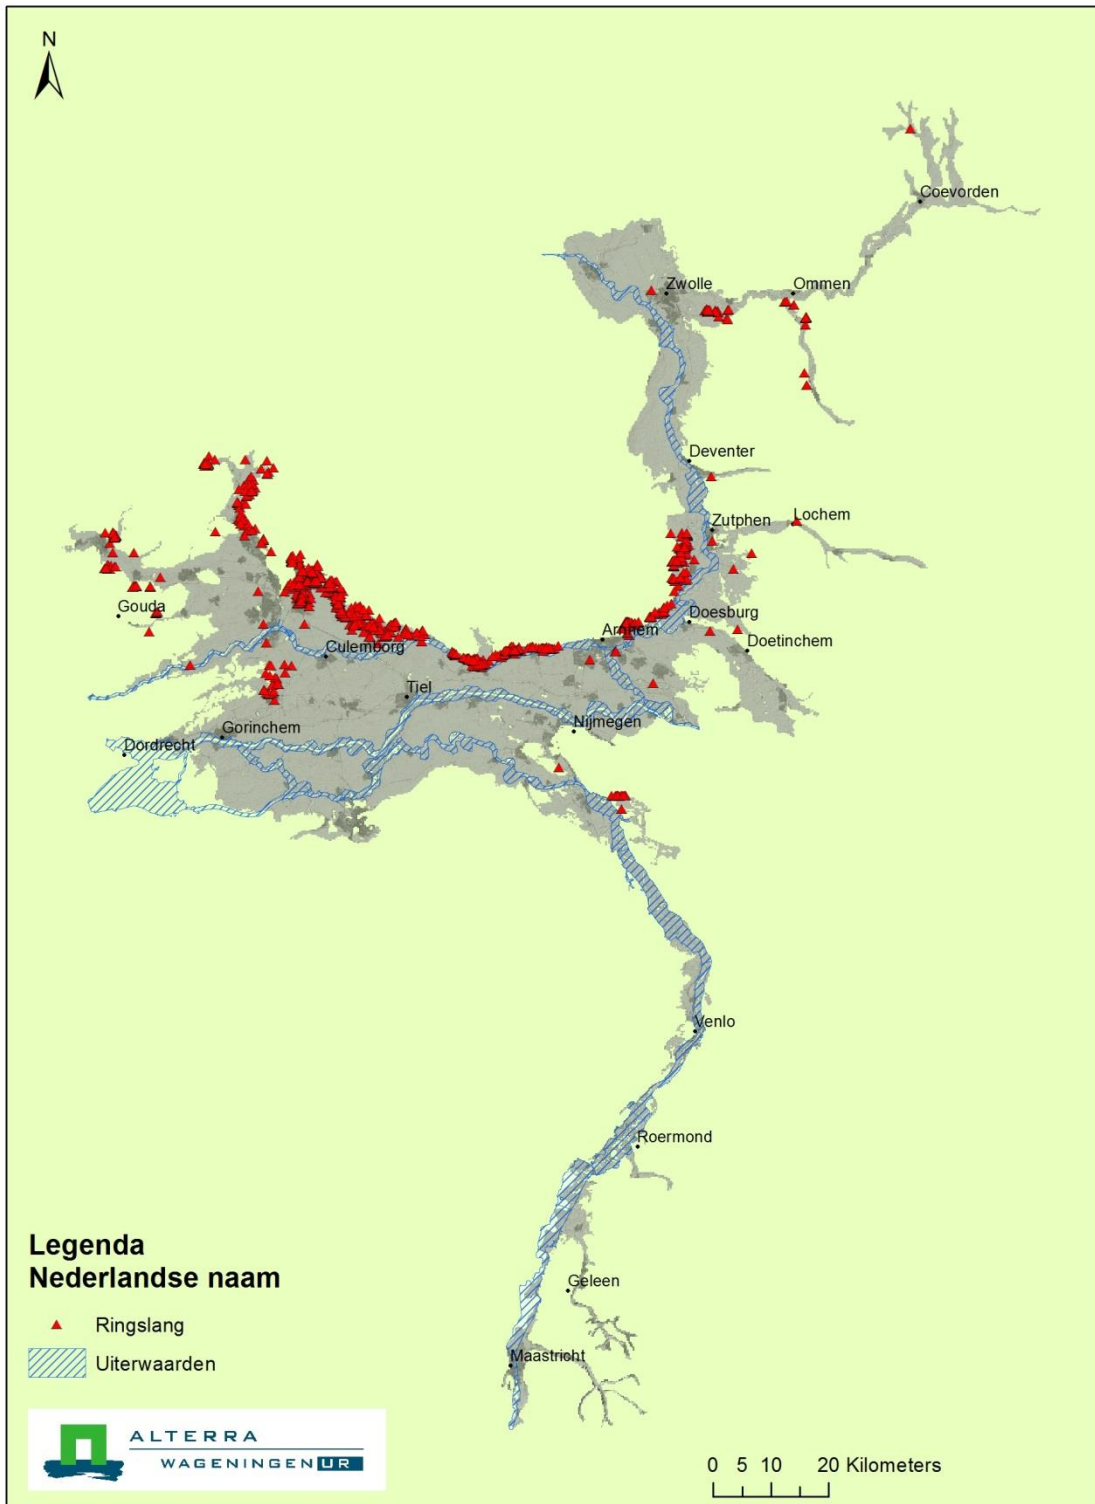 N
Coevorden
Zwolle
Ommen
Deventer
Zutphen
Lochem
Gouda
Doesburg
Arnhem
Doetinchem
Culemborg
Tiel
Nijmegen
Gorinchem
Dordrecht
Venlo
Roermond
Geleen
Maastricht
Legenda
Nederlandse naam
Ringslang
Uiterwaarden
ALTERRA
WAGENINGEN UR
0 5 10 20 Kilometers